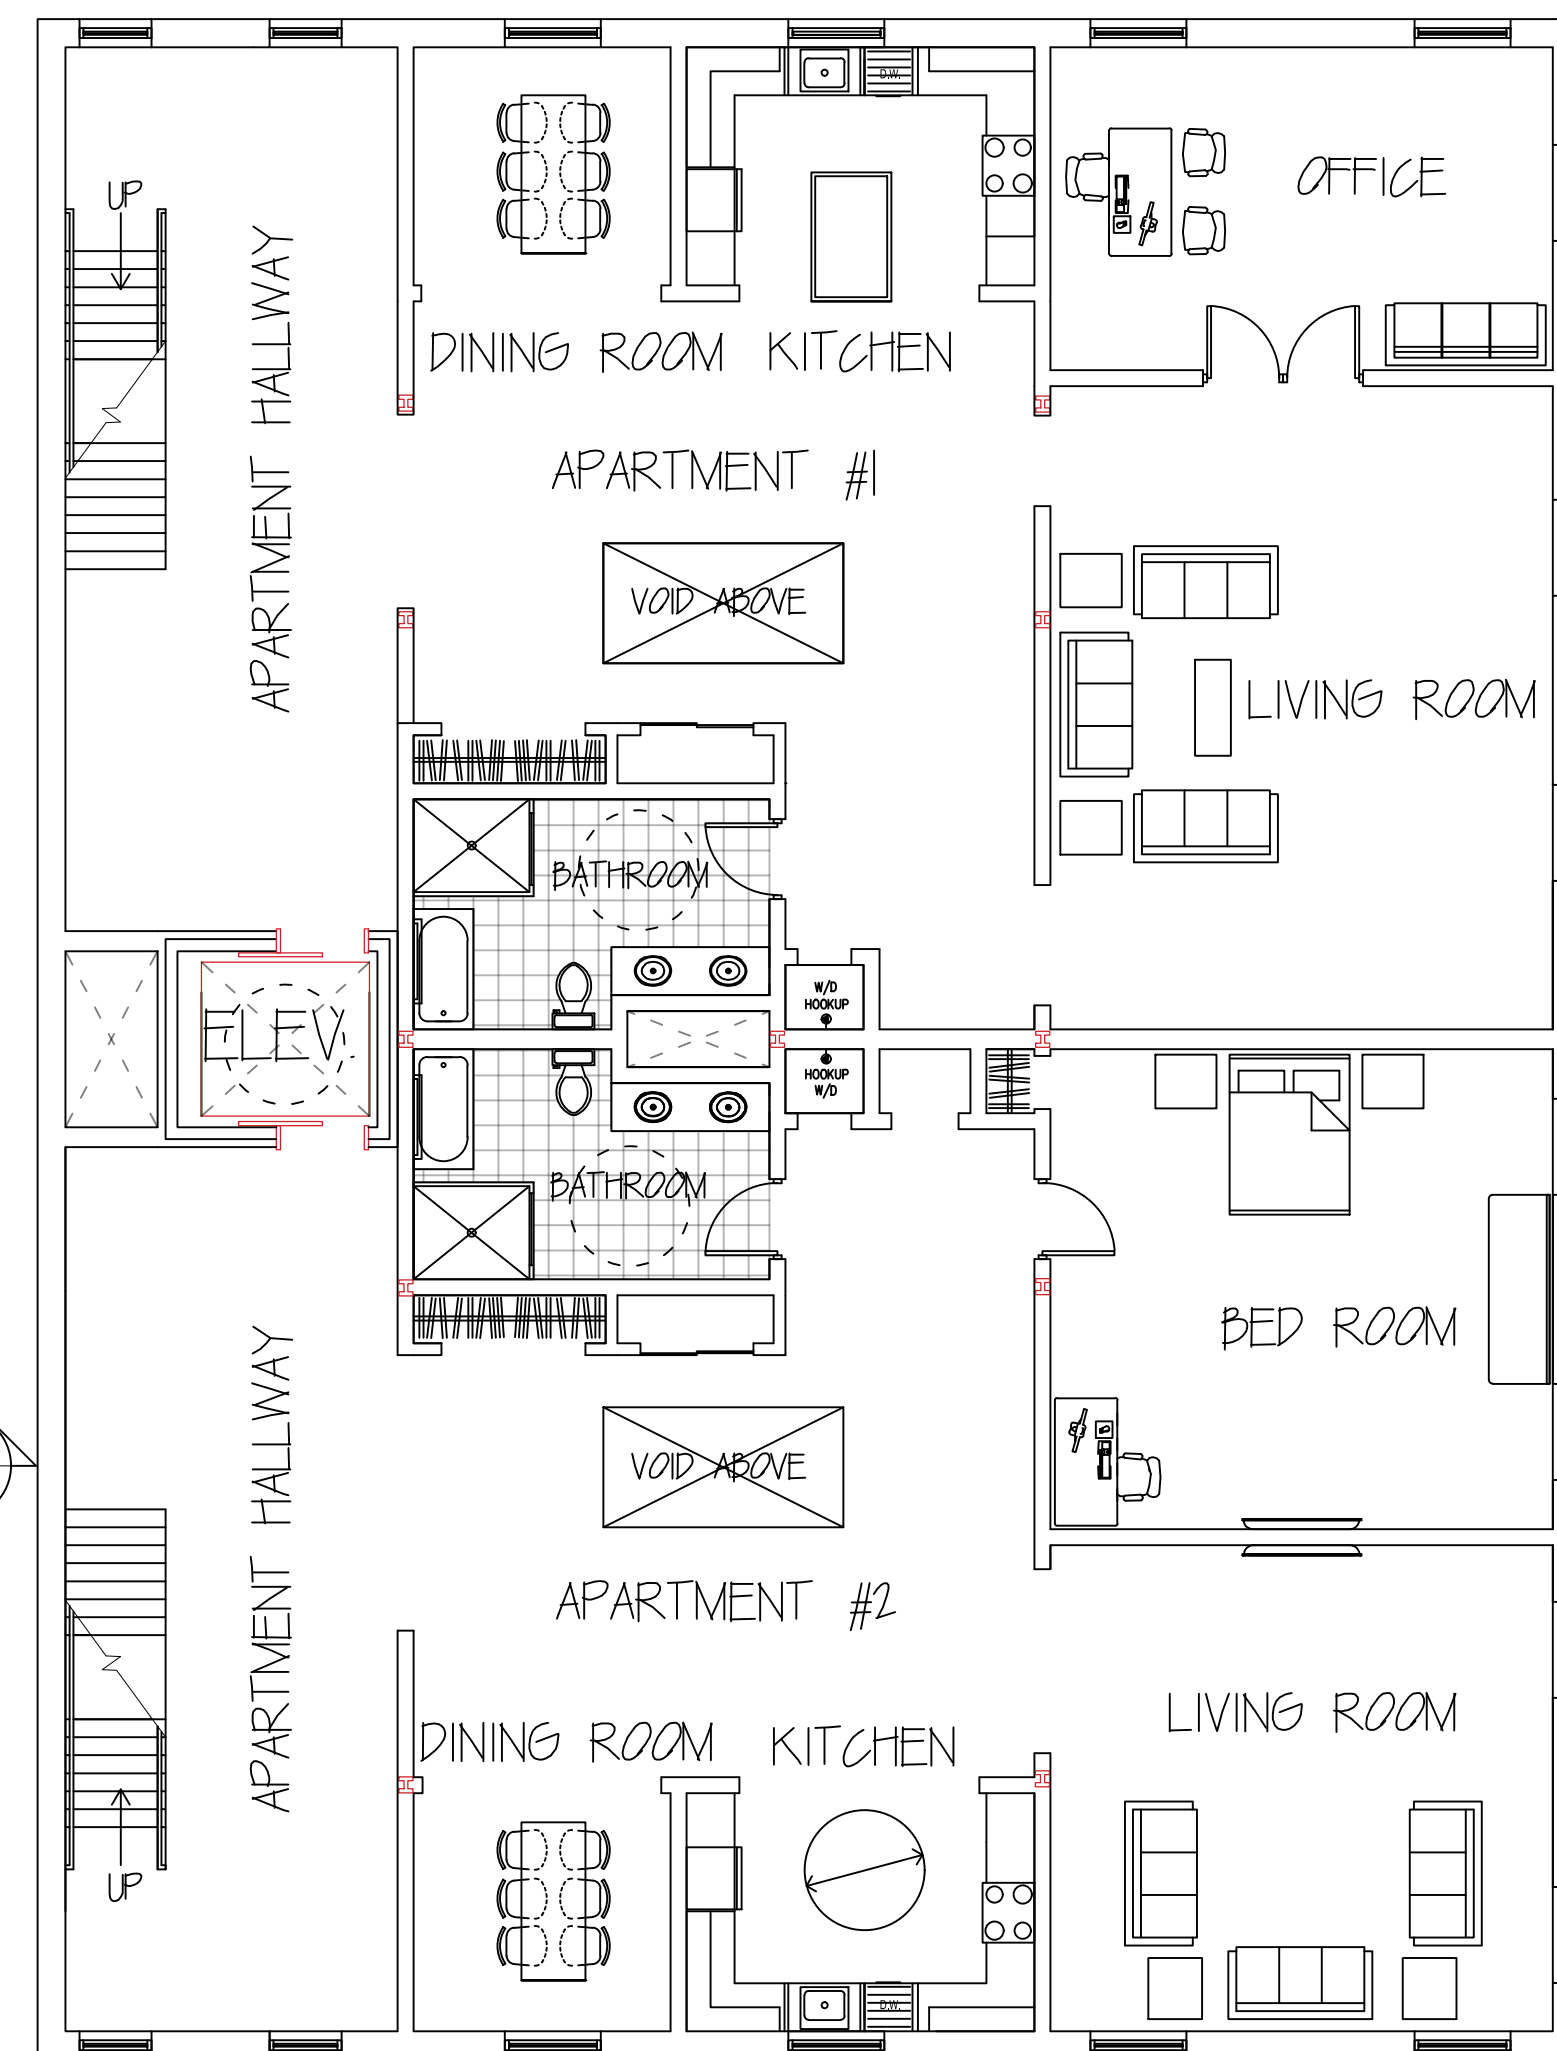 D.W.
OFFICE
UP
APARTMENT HALLWAY
DINING ROOM
KITCHEN
APARTMENT #1
VOID ABOVE
LIVING ROOM
BATHROOM
W/D
HOOKUP
ELEV.
HOOKUP
W/D
BATHROOM
BED ROOM
APARTMENT HALLWAY
VOID ABOVE
APARTMENT #2
LIVING ROOM
DINING ROOM
KITCHEN
UP
D.W.